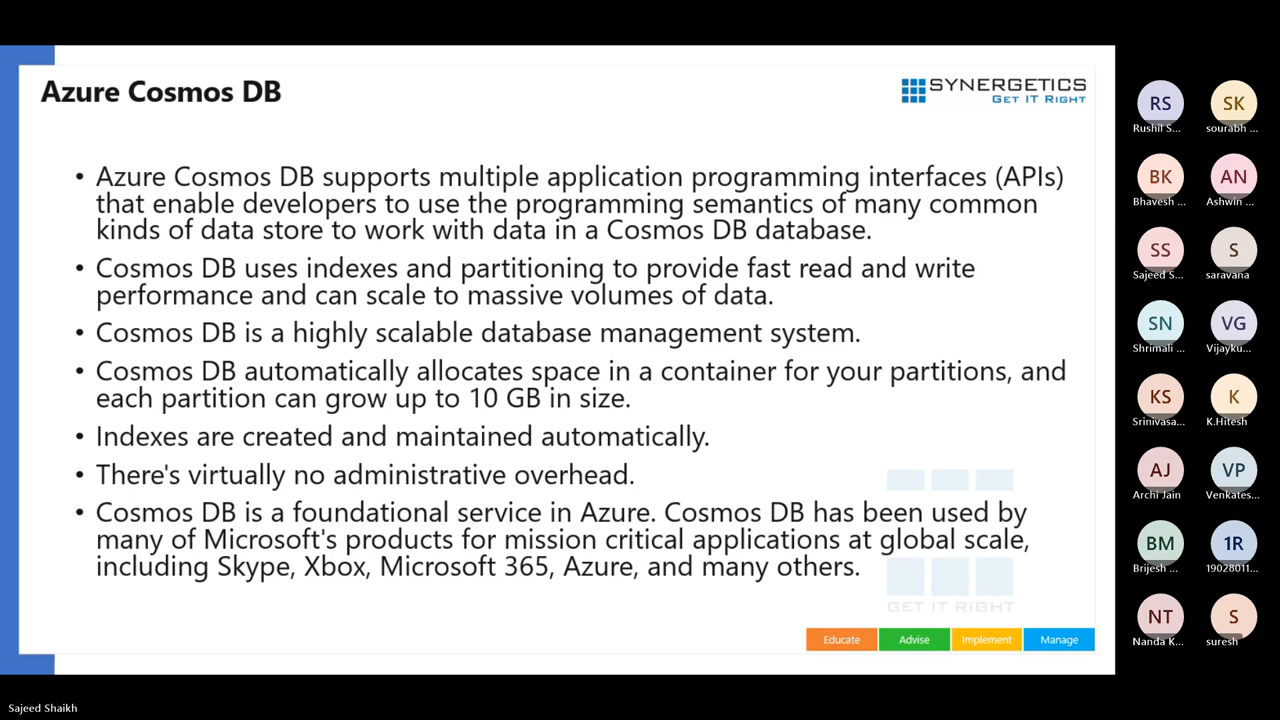 Azure Cosmos DB
SYNERGETICS
GET IT RIGHT
• Azure Cosmos DB supports multiple application programming interfaces (APIs)
that enable developers to use the programming semantics of many common
kinds of data store to work with data in a Cosmos DB database.
• Cosmos DB uses indexes and partitioning to provide fast read and write
performance and can scale to massive volumes of data.
• Cosmos DB is a highly scalable database management system.
• Cosmos DB automatically allocates space in a container for your partitions, and
each partition can grow up to 10 GB in size.
• Indexes are created and maintained automatically.
• There's virtually no administrative overhead.
• Cosmos DB is a foundational service in Azure. Cosmos DB has been used by
many of Microsoft's products for mission critical applications at global scale,
including Skype, Xbox, Microsoft 365, Azure, and many others.
GET IT RIGHT
Educate Advise Implement Manage
RS SK
Rushil S... sourabh ...
BK AN
Bhavesh ... Ashwin ...
SS S
Sajeed S... saravana
SN VG
Shrimali ... Vijayku...
KS K
Srinivasa... K.Hitesh
AJ VP
Archi Jain Venkates...
BM 1R
Brijesh ... 19028011...
NT S
Nanda K... suresh
Sajeed Shaikh